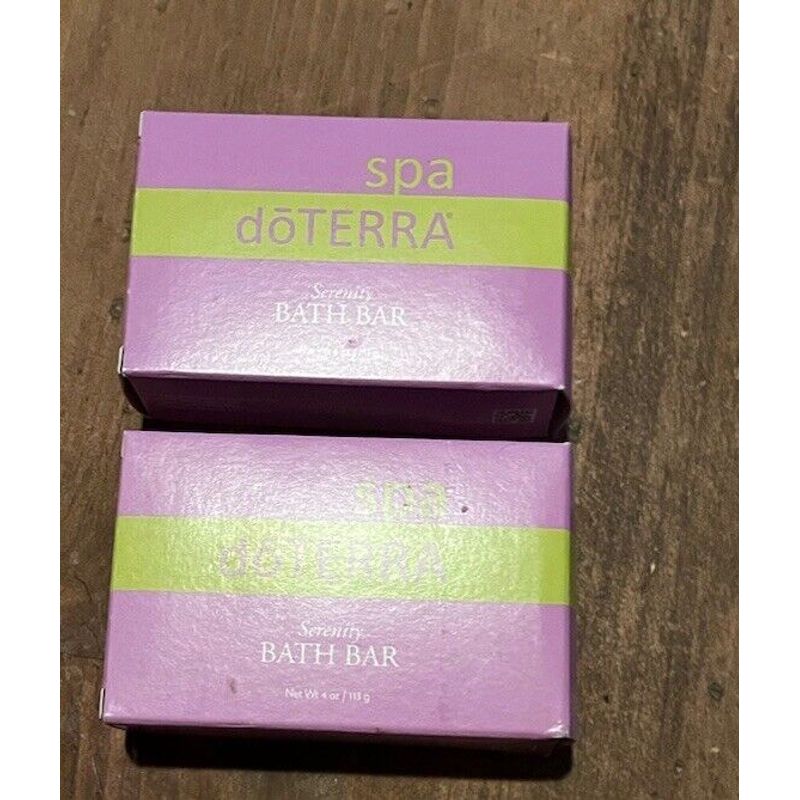 spa
dōTERRA®
Serenity
BATH BAR
spa
dōTERRA
Serenity
BATH BAR
Net Wt 4 oz / 113 g